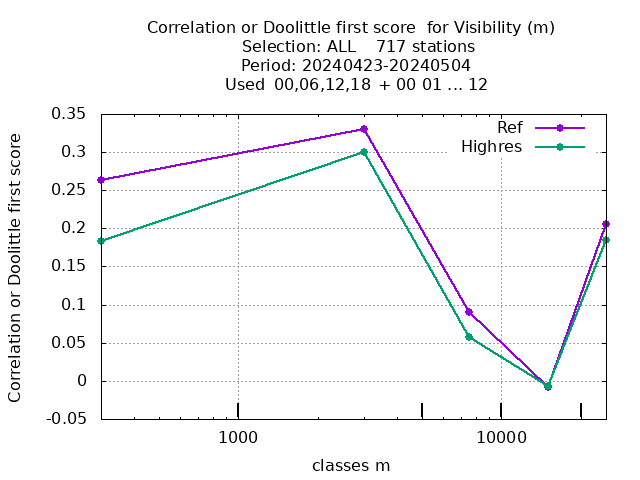 Correlation or Doolittle first score  for Visibility (m)
Selection: ALL    717 stations
Period: 20240423-20240504
Used  00,06,12,18  + 00 01 ... 12
Correlation or Doolittle first score
0.35
0.3
0.25
0.2
0.15
0.1
0.05
0
-0.05
Ref
Highres
1000
10000
classes m